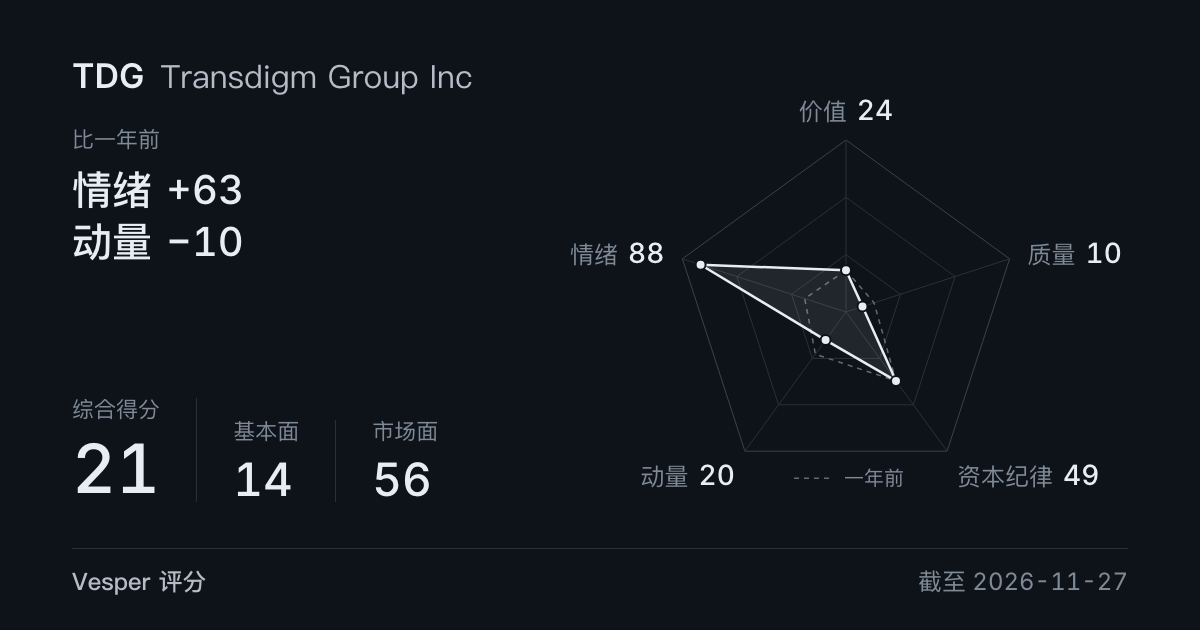 TDG Transdigm Group Inc
比一年前
情绪 +63
动量 −10
综合得分
21
基本面
14
市场面
56
价值 24
质量 10
情绪 88
动量 20
资本纪律 49
一年前
Vesper 评分
截至 2026-11-27